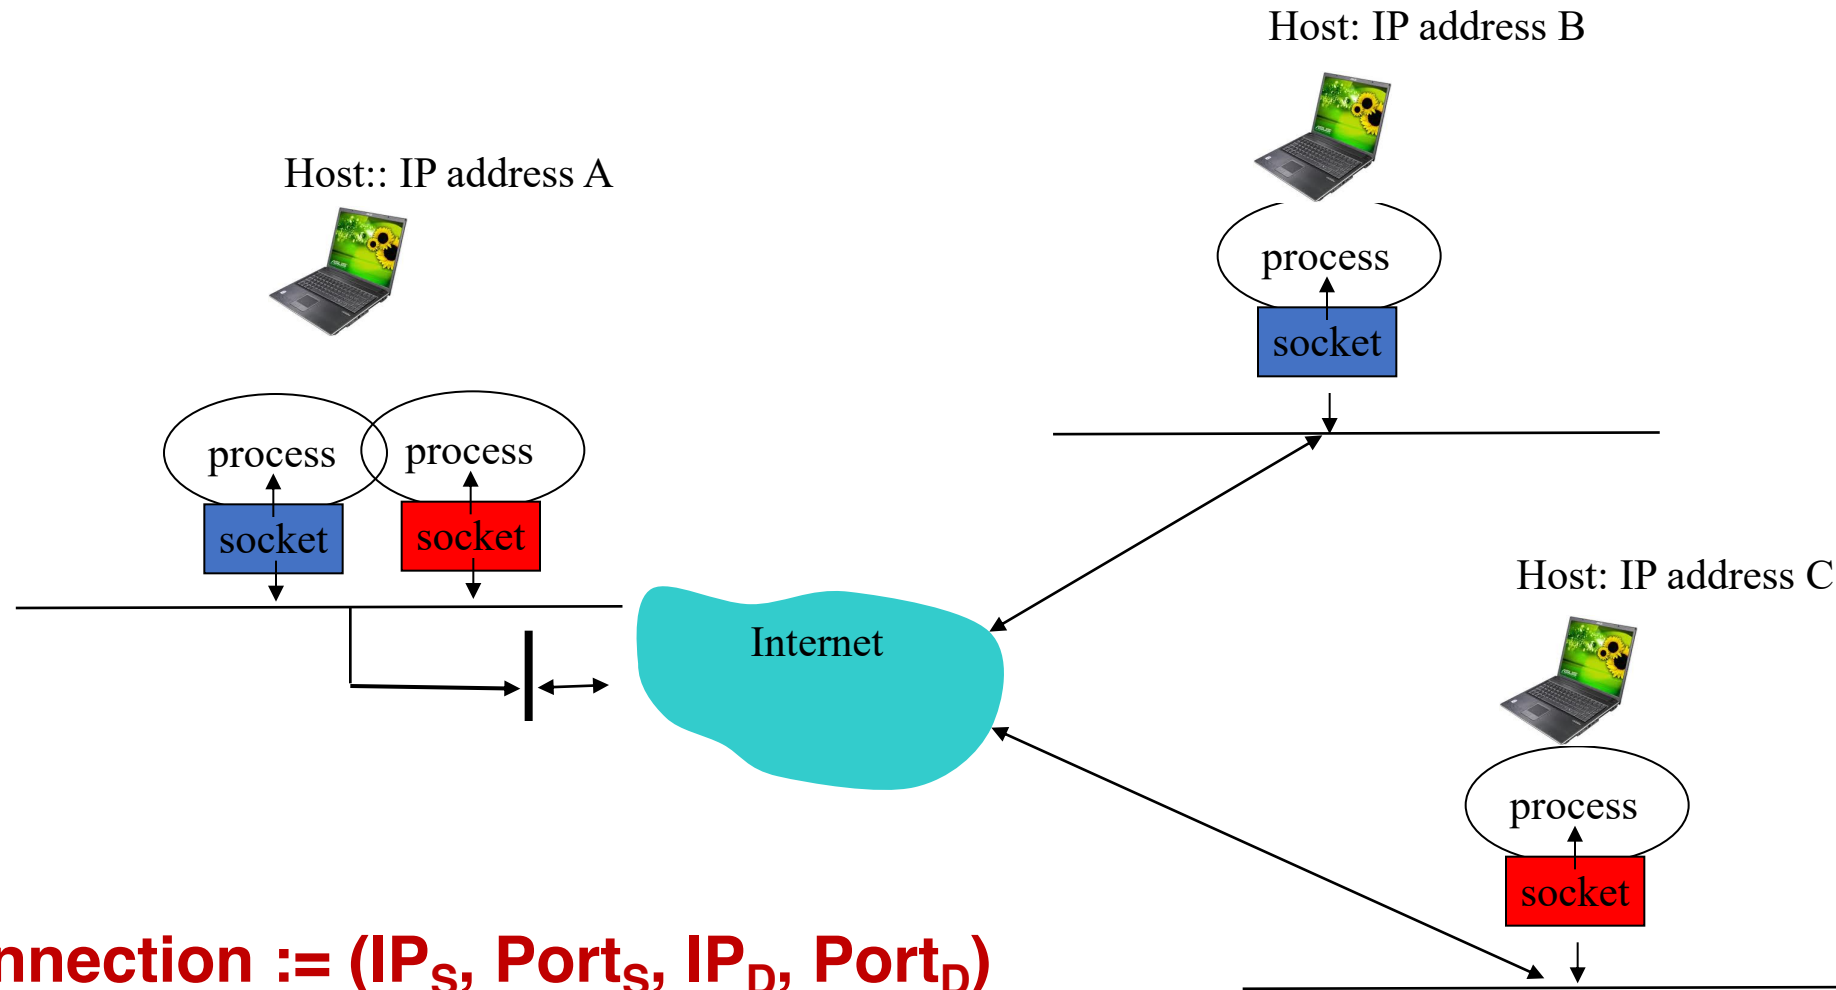 Host: IP address B
Host:: IP address A
process
socket
process
process
socket
socket
Host: IP address C
Internet
process
socket
nnection := (IPS, PortS, IPD, PortD)